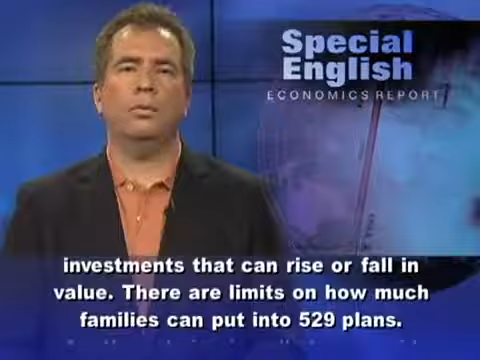 Special
English
ECONOMICS REPORT
investments that can rise or fall in
value. There are limits on how much
families can put into 529 plans.